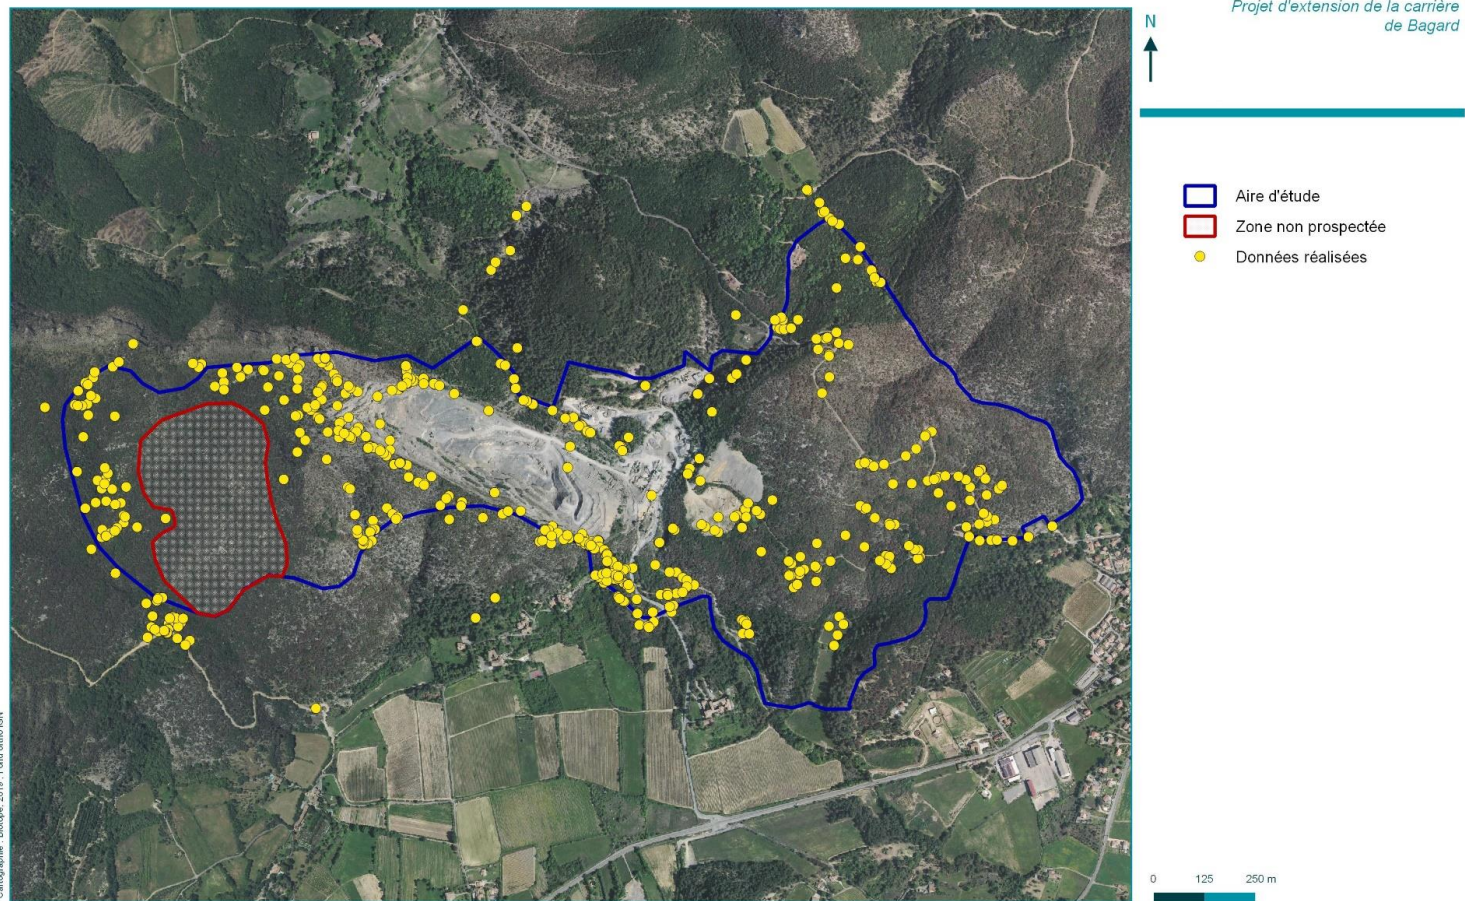 Projet d'extension de la carrière
de Bagard
N
Aire d'étude
Zone non prospectée
Données réalisées
0 125 250 m